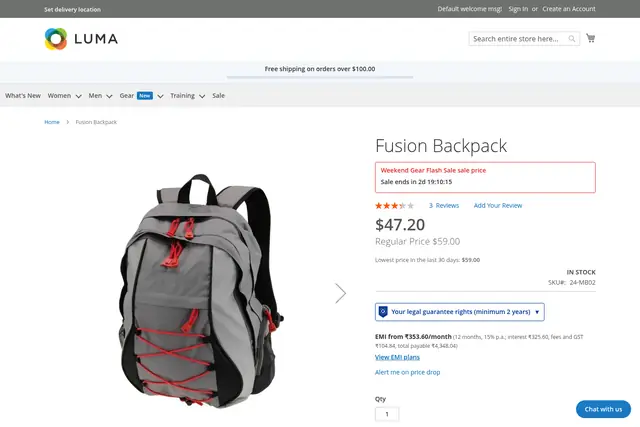 Set delivery location
Default welcome msg! Sign In or Create an Account
LUMA
Search entire store here...
Free shipping on orders over $100.00
What's New Women Men Gear New Training Sale
Home > Fusion Backpack
Fusion Backpack
Weekend Gear Flash Sale sale price
Sale ends in 2d 19:10:15
3 Reviews Add Your Review
$47.20
Regular Price $59.00
Lowest price in the last 30 days: $59.00
IN STOCK
SKU#: 24-MB02
Your legal guarantee rights (minimum 2 years) ▼
EMI from ₹353.60/month (12 months, 15% p.a.; interest ₹325.60, fees and GST
₹104.84, total payable ₹4,348.04)
View EMI plans
Alert me on price drop
Qty
1
Chat with us